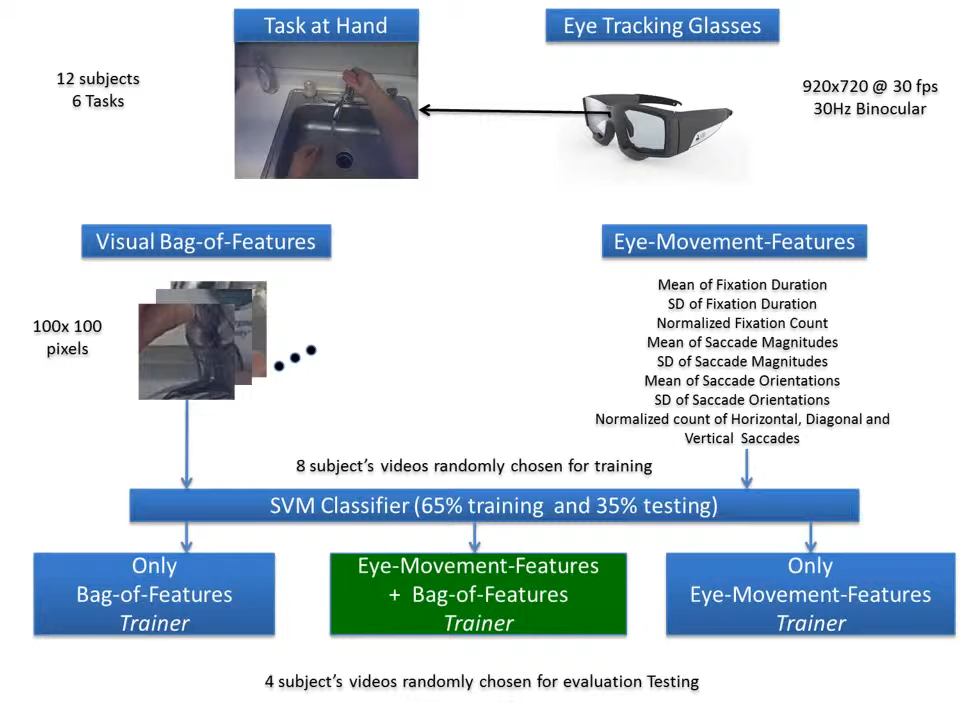 Task at Hand
Eye Tracking Glasses
12 subjects
6 Tasks
920x720 @ 30 fps
30Hz Binocular
Visual Bag-of-Features
Eye-Movement-Features
100x 100
pixels
Mean of Fixation Duration
SD of Fixation Duration
Normalized Fixation Count
Mean of Saccade Magnitudes
SD of Saccade Magnitudes
Mean of Saccade Orientations
SD of Saccade Orientations
Normalized count of Horizontal, Diagonal and
Vertical Saccades
8 subject's videos randomly chosen for training
SVM Classifier (65% training and 35% testing)
Only
Bag-of-Features
Trainer
Eye-Movement-Features
+ Bag-of-Features
Trainer
Only
Eye-Movement-Features
Trainer
4 subject's videos randomly chosen for evaluation Testing